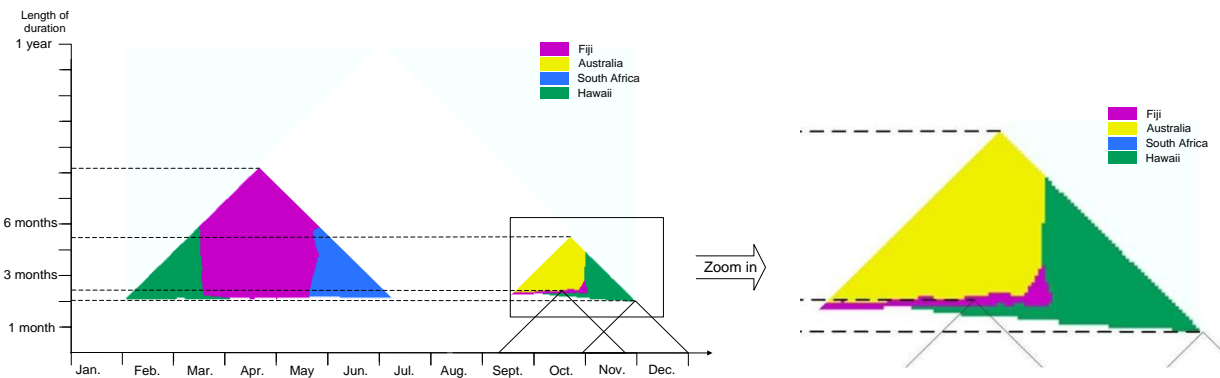 Length of
duration
1 year
6 months
3 months
1 month
Jan.
Feb.
Mar.
Apr.
May
Jun.
Jul.
Aug.
Sept.
Oct.
Nov.
Dec.
Fiji
Australia
South Africa
Hawaii
Zoom in
Fiji
Australia
South Africa
Hawaii